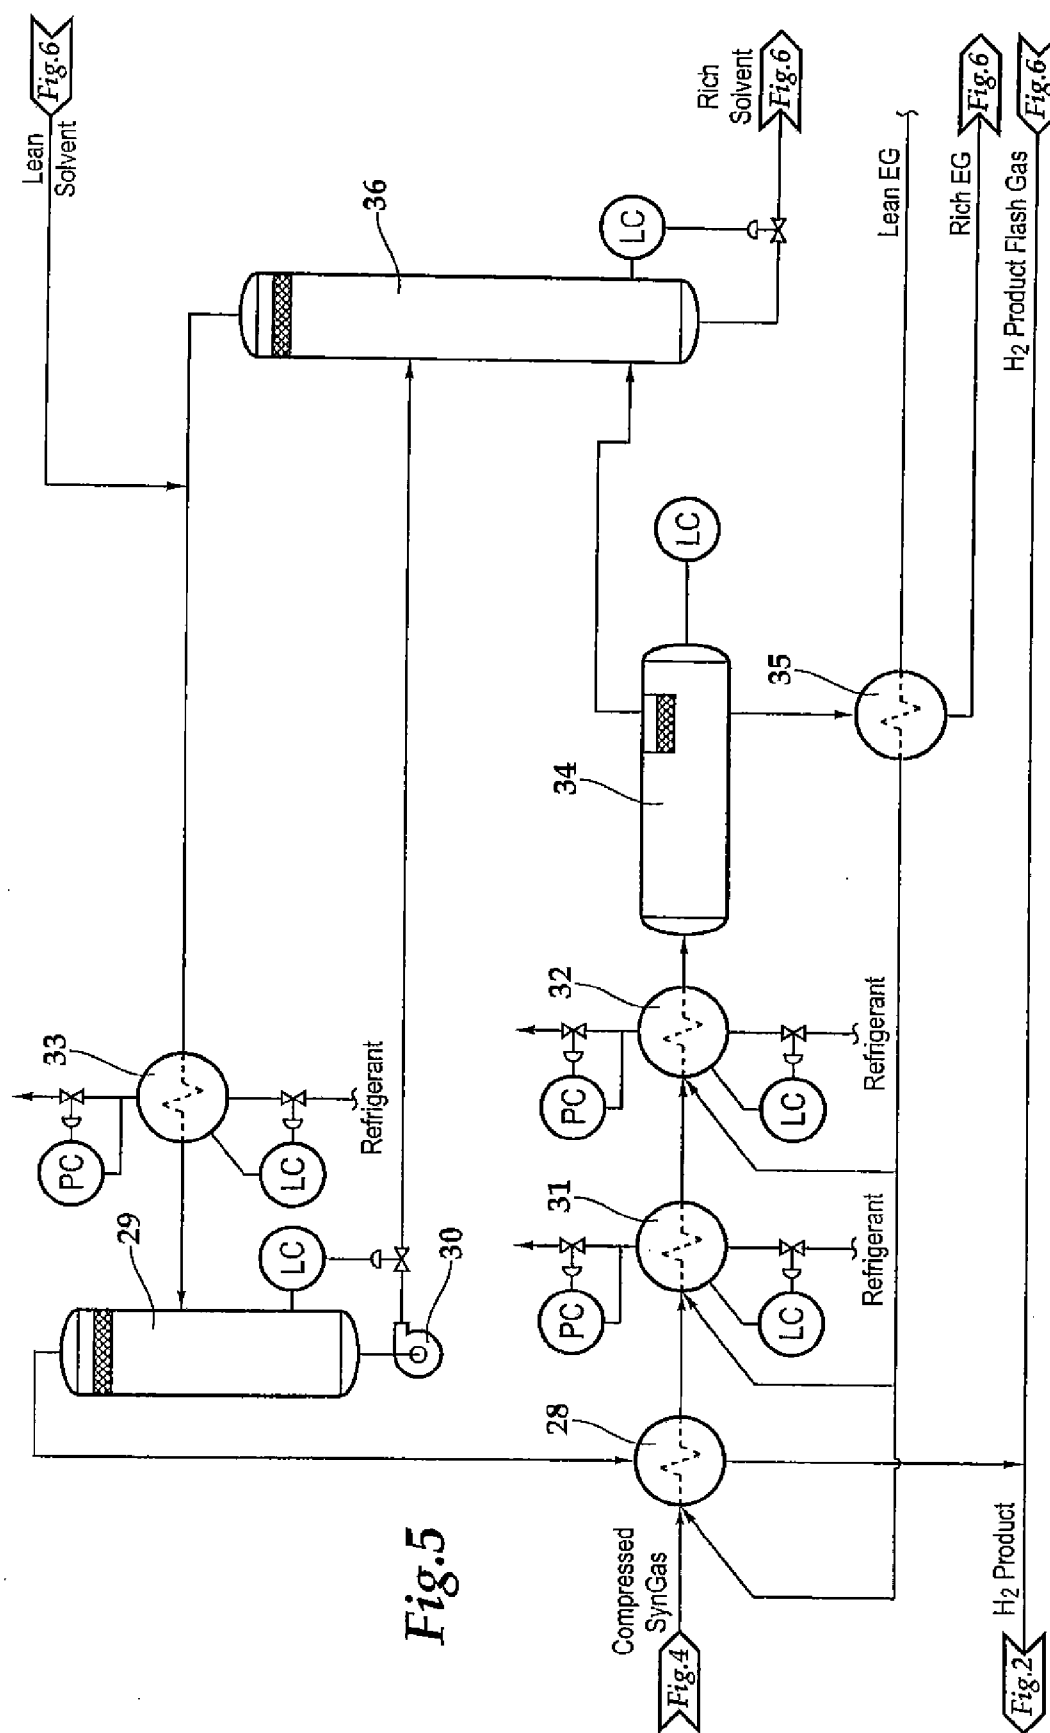 Fig.5
Fig.6
Lean
Solvent
33
PC
LC
Refrigerant
29
LC
30
36
LC
Rich
Solvent
Fig.6
Fig.4
Compressed
SynGas
28
31
PC
LC
Refrigerant
32
PC
LC
Refrigerant
34
LC
35
Lean EG
Rich EG
Fig.6
H2 Product Flash Gas
Fig.6
H2 Product
Fig.2